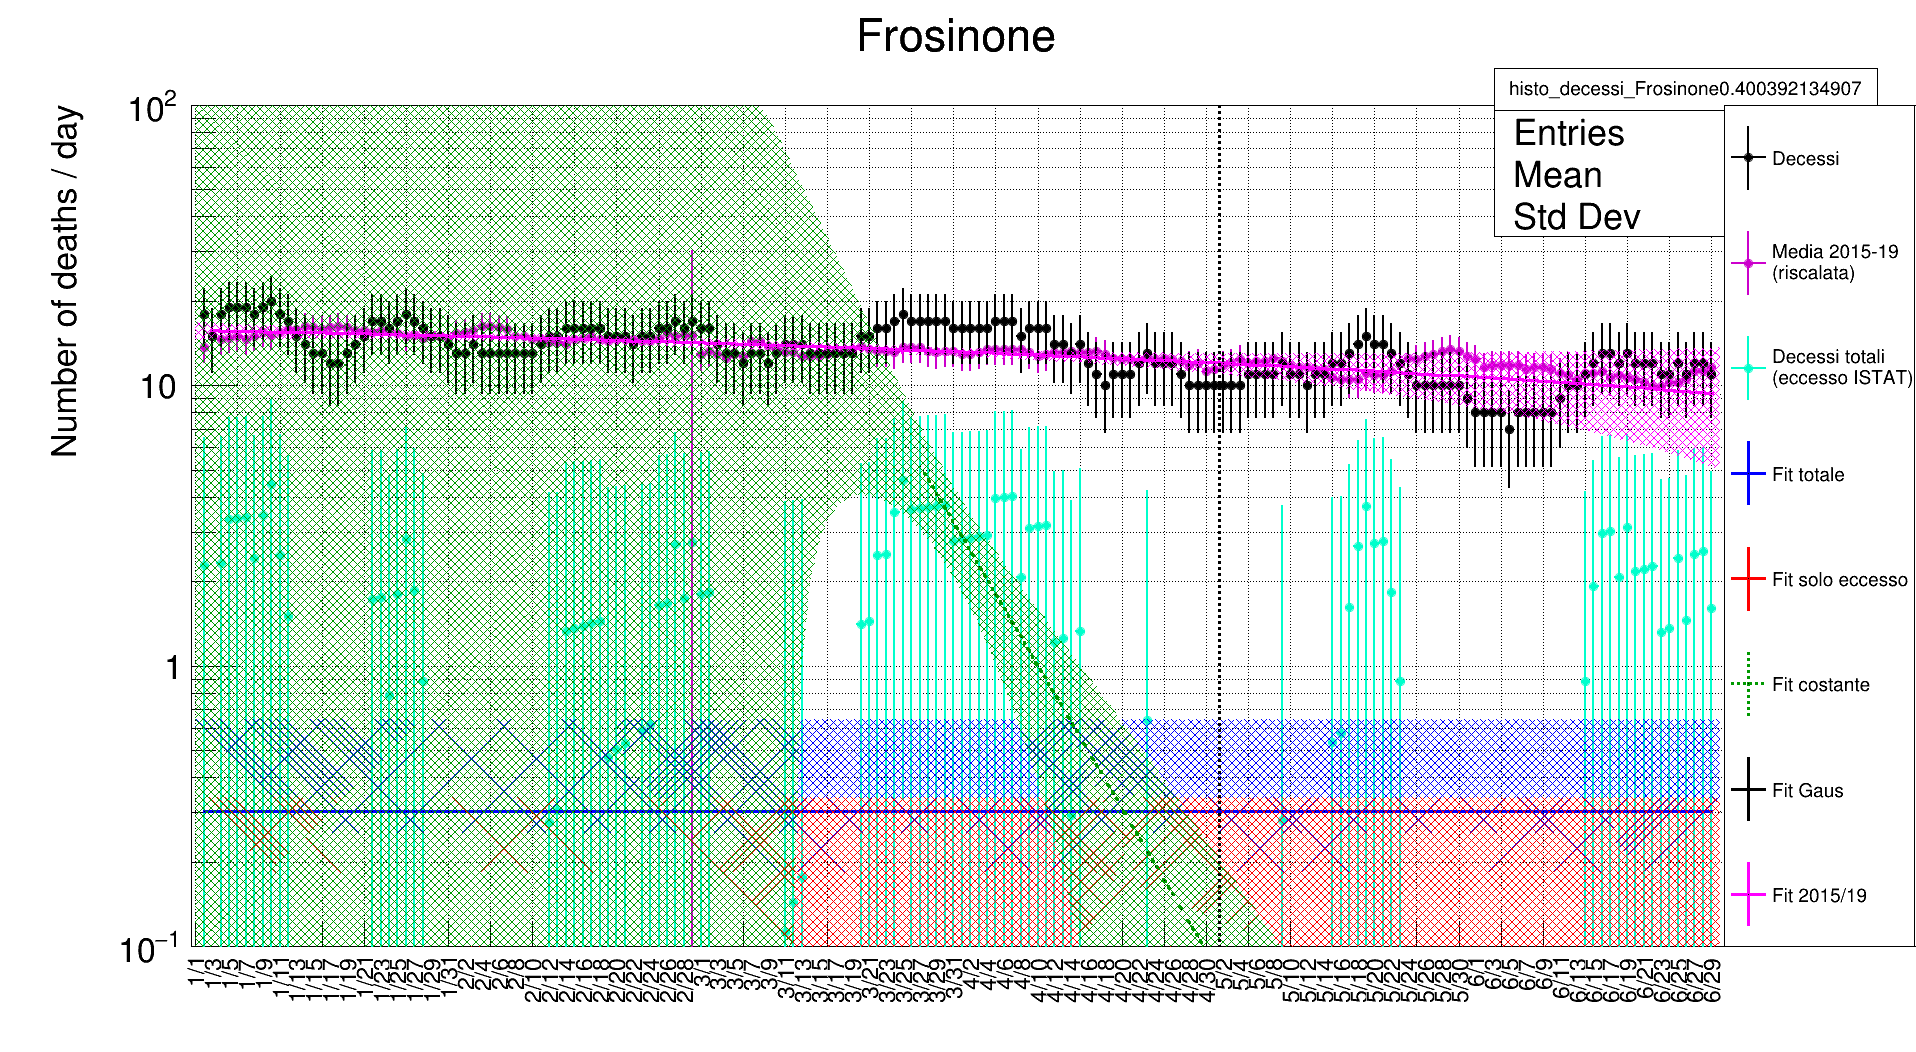 Frosinone
histo_decessi_Frosinone0.400392134907
Entries
Mean
Std Dev
Number of deaths / day
10²
10
1
10⁻¹
Decessi
Media 2015-19
(riscalata)
Decessi totali
(eccesso ISTAT)
Fit totale
Fit solo eccesso
Fit costante
Fit Gaus
Fit 2015/19
1/1 1/3 1/5 1/7 1/9 1/11 1/13 1/15 1/17 1/19 1/21 1/23 1/25 1/27 1/29 1/31 2/2 2/4 2/6 2/8 2/10 2/12 2/14 2/16 2/18 2/20 2/22 2/24 2/26 2/28 3/1 3/3 3/5 3/7 3/9 3/11 3/13 3/15 3/17 3/19 3/21 3/23 3/25 3/27 3/29 3/31 4/2 4/4 4/6 4/8 4/10 4/12 4/14 4/16 4/18 4/20 4/22 4/24 4/26 4/28 4/30 5/2 5/4 5/6 5/8 5/10 5/12 5/14 5/16 5/18 5/20 5/22 5/24 5/26 5/28 5/30 6/1 6/3 6/5 6/7 6/9 6/11 6/13 6/15 6/17 6/19 6/21 6/23 6/25 6/27 6/29